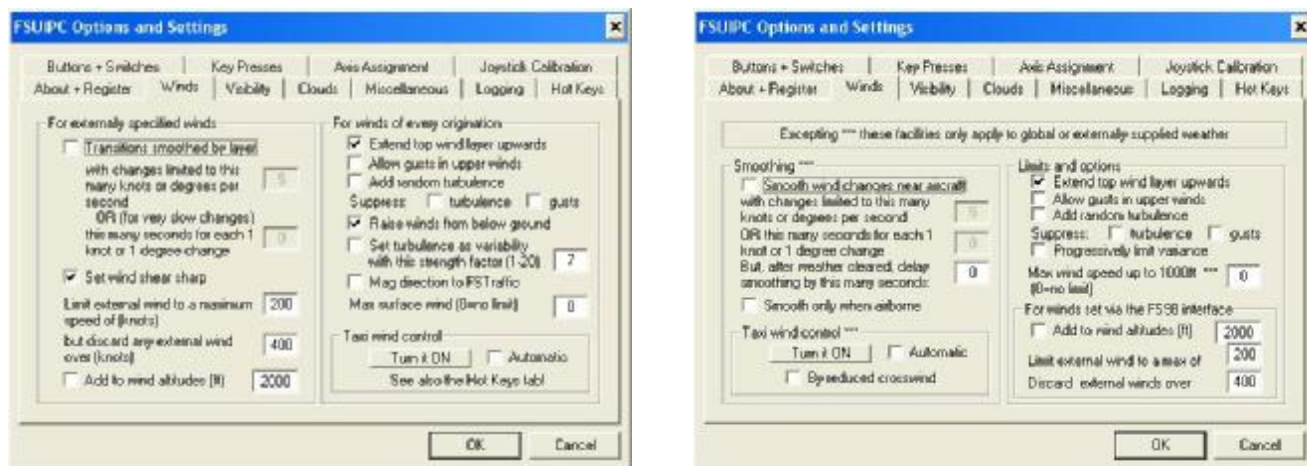 FSUIPC Options and Settings
Buttons + Switches Key Presses Axis Assignment Joystick Calibration
About + Register Winds Visibility Clouds Miscellaneous Logging Hot Keys
For externally specified winds
Transitions smoothed by layer
with changes limited to this
many knots or degrees per
second
5
OR (for very slow changes)
this many seconds for each 1
knot or 1 degree change
0
Set wind shear sharp
Limit external wind to a maximum
speed of (knots)
200
but discard any external wind
over (knots)
400
Add to wind altitudes (ft) 2000
For winds of every origination
Extend top wind layer upwards
Allow gusts in upper winds
Add random turbulence
Suppress: turbulence gusts
Raise winds from below ground
Set turbulence as variability
with this strength factor (1-20) 7
Mag direction to FSTraffic
Max surface wind (0=no limit) 0
Taxi wind control
Turn it ON Automatic
See also the Hot Keys tab!
OK Cancel
FSUIPC Options and Settings
Buttons + Switches Key Presses Axis Assignment Joystick Calibration
About + Register Winds Visibility Clouds Miscellaneous Logging Hot Keys
Excepting *** these facilities only apply to global or externally supplied weather
Smoothing ***
Smooth wind changes near aircraft
with changes limited to this many
knots or degrees per second
5
OR this many seconds for each 1
knot or 1 degree change
0
But, after weather cleared, delay
smoothing by this many seconds:
0
Smooth only when airborne
Taxi wind control ***
Turn it ON Automatic
By reduced crosswind
Limits and options
Extend top wind layer upwards
Allow gusts in upper winds
Add random turbulence
Suppress: turbulence gusts
Progressively limit variance
Max wind speed up to 1000ft ***
(0=no limit)
0
For winds set via the FS98 interface
Add to wind altitudes (ft) 2000
Limit external wind to a max of 200
Discard external winds over 400
OK Cancel